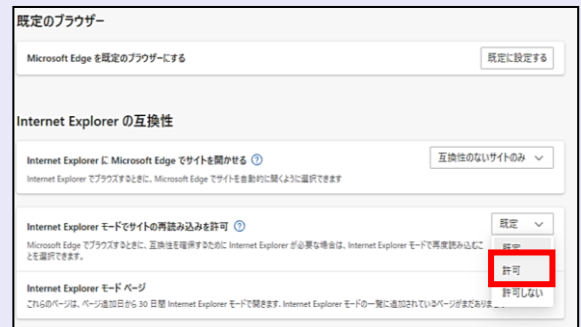 既定のブラウザー
Microsoft Edge を既定のブラウザーにする
既定に設定する
Internet Explorer の互換性
Internet Explorer に Microsoft Edge でサイトを開かせる
互換性のないサイトのみ
Internet Explorer でブラウズするときに、Microsoft Edge でサイトを自動的に開くように選択できます
Internet Explorer モードでサイトの再読み込みを許可
既定
Microsoft Edge でブラウズするときに、互換性を確保するために Internet Explorer が必要な場合は、Internet Explorer モードで再度読み込むこ
とを選択できます。
既定
許可
許可しない
Internet Explorer モード ページ
これらのページは、ページ追加日から 30 日間 Internet Explorer モードで開きます. Internet Explorer モードの一覧に追加されているページがまだありま